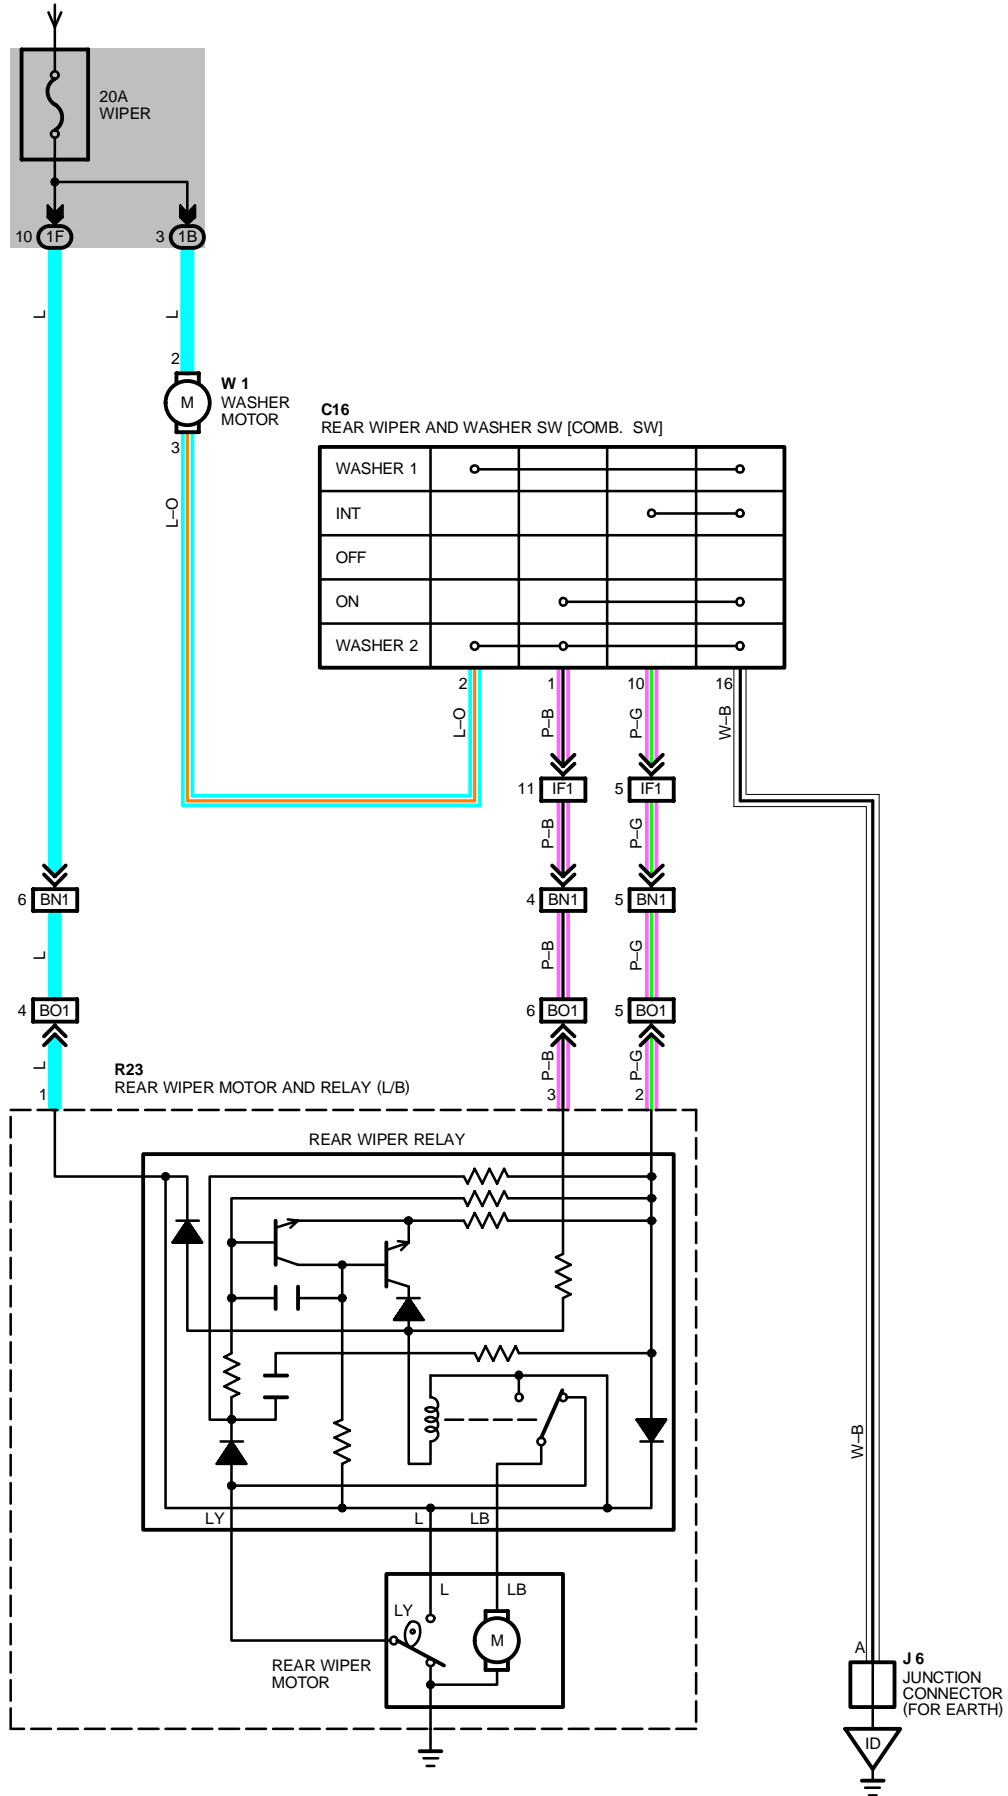 20A
WIPER
10 1F
3 1B
L
L
2
W 1
WASHER
MOTOR
M
3
L–O
C16
REAR WIPER AND WASHER SW [COMB. SW]
WASHER 1
INT
OFF
ON
WASHER 2
2 1 10 16
L–O P–B P–G W–B
11 IF1 5 IF1
P–B P–G
6 BN1 4 BN1 5 BN1
L P–B P–G
4 BO1 6 BO1 5 BO1
L P–B P–G
1 3 2
R23
REAR WIPER MOTOR AND RELAY (L/B)
REAR WIPER RELAY
W–B
LY L LB
L LB
LY
M
REAR WIPER
MOTOR
A
J 6
JUNCTION
CONNECTOR
(FOR EARTH)
ID